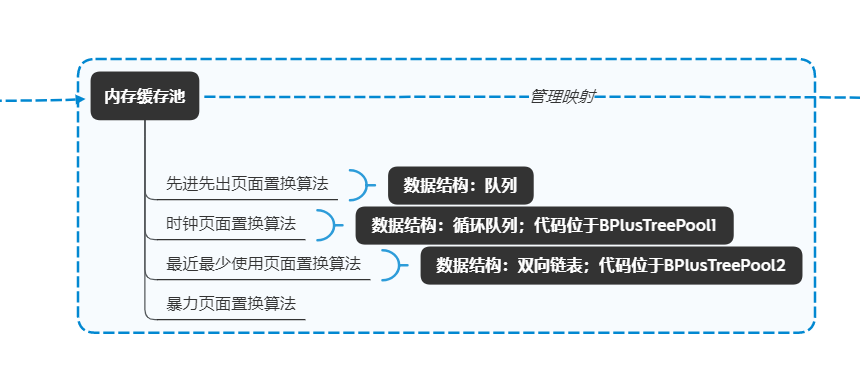 内存缓存池
管理映射
先进先出页面置换算法
数据结构：队列
时钟页面置换算法
数据结构：循环队列；代码位于BPlusTreePool1
最近最少使用页面置换算法
数据结构：双向链表；代码位于BPlusTreePool2
暴力页面置换算法